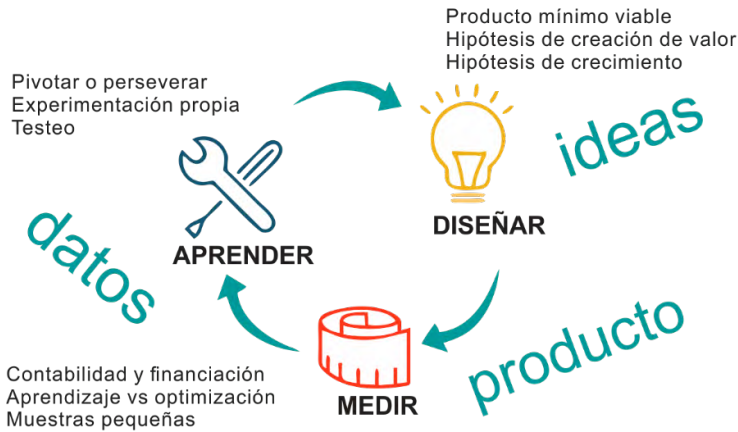 Producto mínimo viable
Hipótesis de creación de valor
Hipótesis de crecimiento
Pivotar o perseverar
Experimentación propia
Testeo
ideas
DISEÑAR
APRENDER
datos
producto
MEDIR
Contabilidad y financiación
Aprendizaje vs optimización
Muestras pequeñas